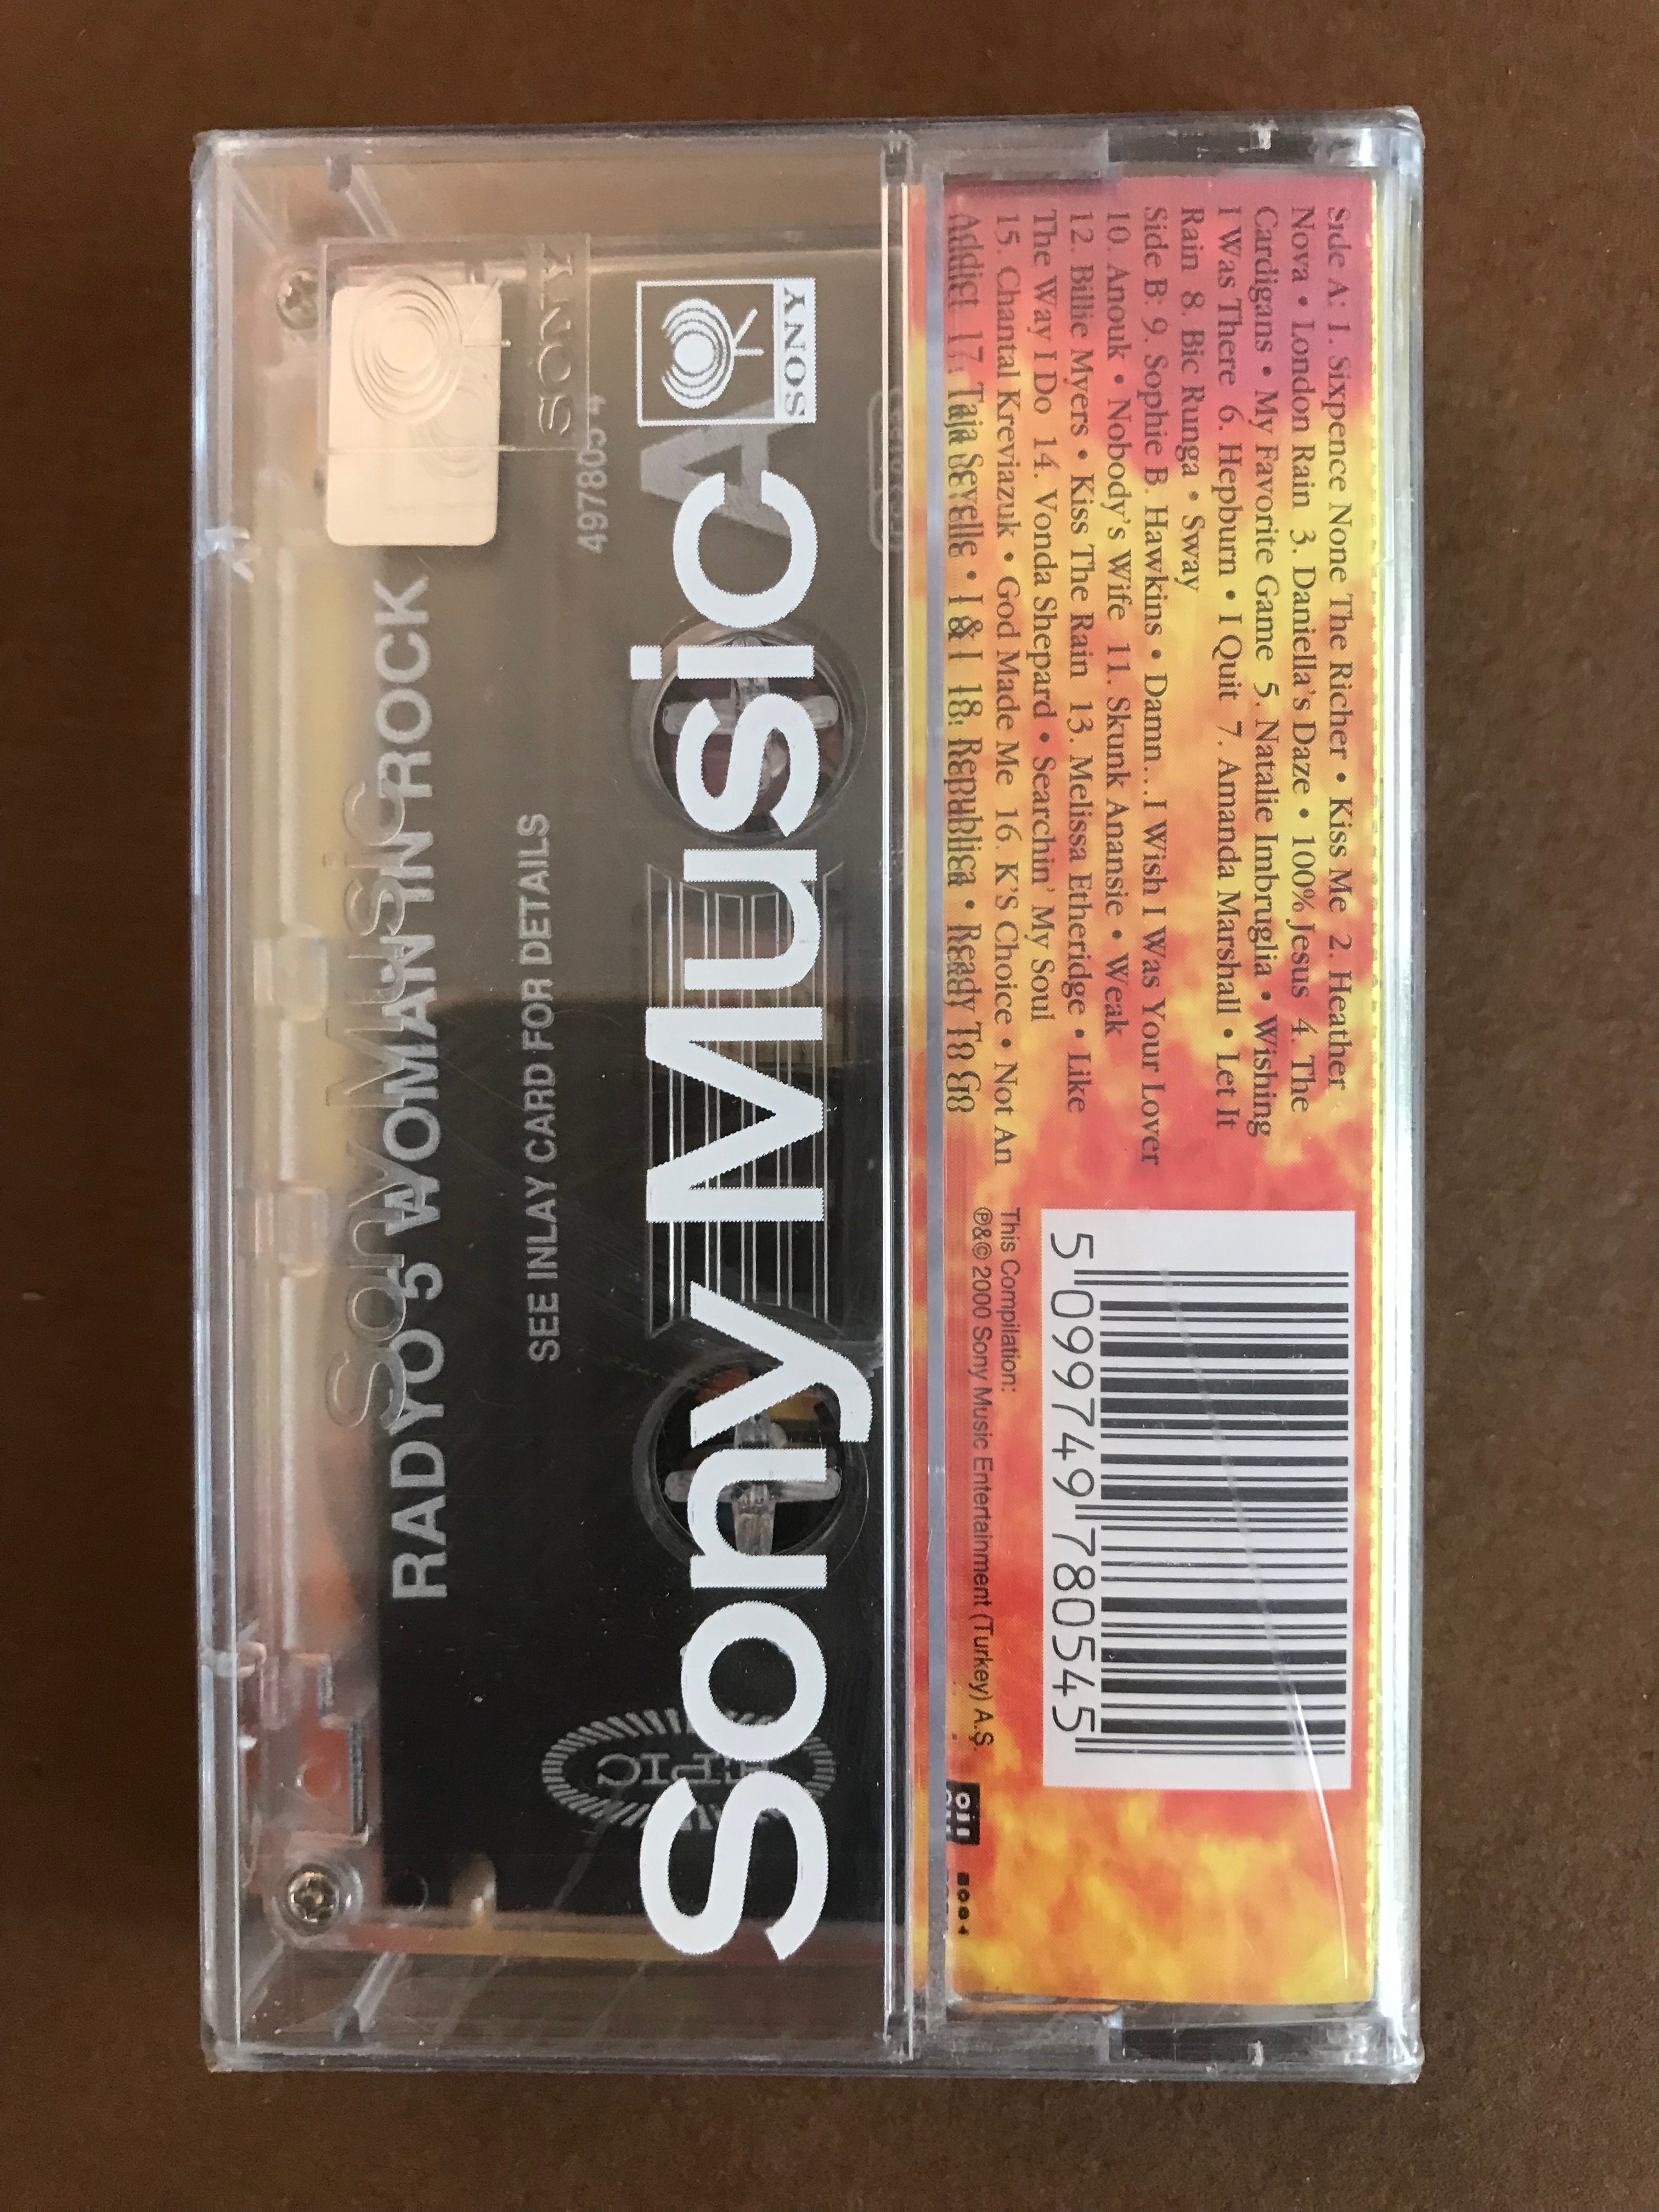 Side A: 1. Sixpence None The Richer • Kiss Me 2. Heather
Nova • London Rain 3. Daniella's Daze • 100% Jesus 4. The
Cardigans • My Favorite Game 5. Natalie Imbruglia • Wishing
I Was There 6. Hepburn • I Quit 7. Amanda Marshall • Let It
Rain 8. Bic Runga • Sway
Side B: 9. Sophie B. Hawkins • Damn... I Wish I Was Your Lover
10. Anouk • Nobody's Wife 11. Skunk Anansie • Weak
12. Billie Myers • Kiss The Rain 13. Melissa Etheridge • Like
The Way I Do 14. Vonda Shepard • Searchin' My Soul
15. Chantal Kreviazuk • God Made Me 16. K'S Choice • Not An
Addict 17. Taja Sevelle • I & I 18. Republica • Ready To Go
5 099749 780545
This Compilation:
℗&© 2000 Sony Music Entertainment (Turkey) A.Ş.
SONY
Sony Music
A
EPIC
4978054
SEE INLAY CARD FOR DETAILS
RADYO 5 WOMAN IN ROCK
SONY
Sony Music